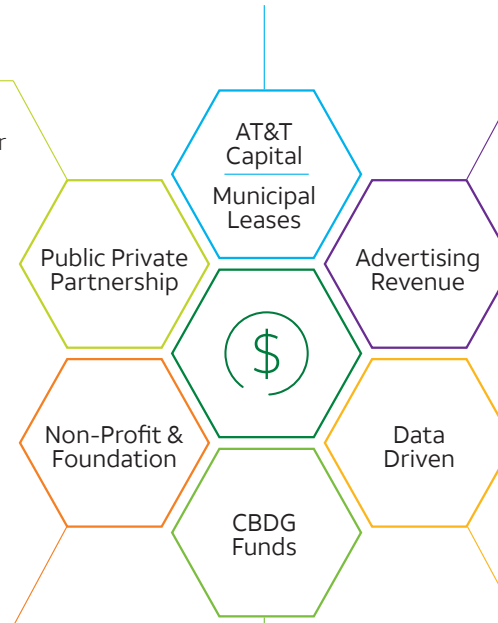 r
AT&T
Capital
Municipal
Leases
Public Private
Partnership
Advertising
Revenue
$
Non-Profit &
Foundation
Data
Driven
CBDG
Funds